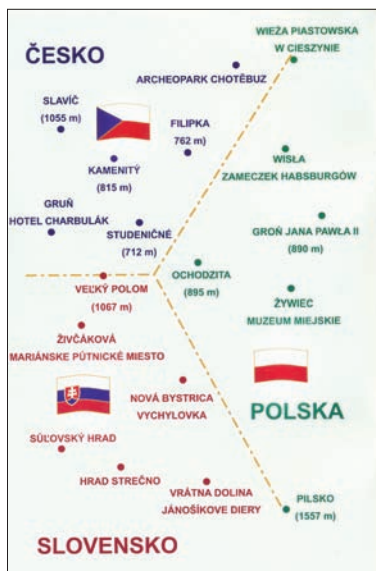 WIEŻA PIASTOWSKA
W CIESZYNIE
ČESKO
ARCHEOPARK CHOTĚBUZ
SLAVÍČ
(1055 m)
FILIPKA
762 m)
KAMENITÝ
(815 m)
WISŁA
ZAMECZEK HABSBURGÓW
GRUŇ
HOTEL CHARBULÁK
STUDENIČNÉ
(712 m)
GROŃ JANA PAWŁA II
(890 m)
OCHODZITA
(895 m)
VEĽKÝ POLOM
(1067 m)
ŻYWIEC
MUZEUM MIEJSKIE
ŽIVČÁKOVÁ
MARIÁNSKE PÚTNICKÉ MIESTO
NOVÁ BYSTRICA
VYCHYLOVKA
POLSKA
SÚĽOVSKÝ HRAD
HRAD STREČNO
VRÁTNA DOLINA
JÁNOŠÍKOVE DIERY
PILSKO
(1557 m)
SLOVENSKO